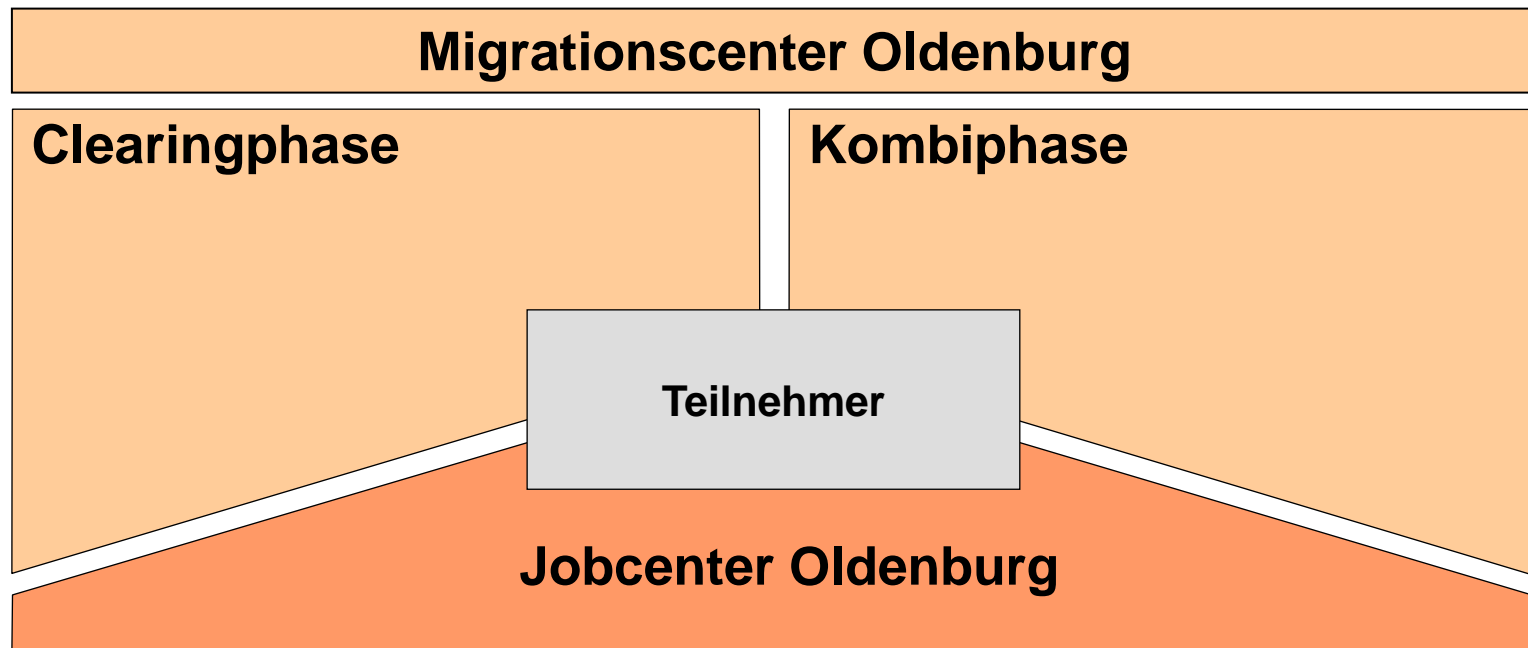 Migrationscenter Oldenburg
Clearingphase
Kombiphase
Teilnehmer
Jobcenter Oldenburg